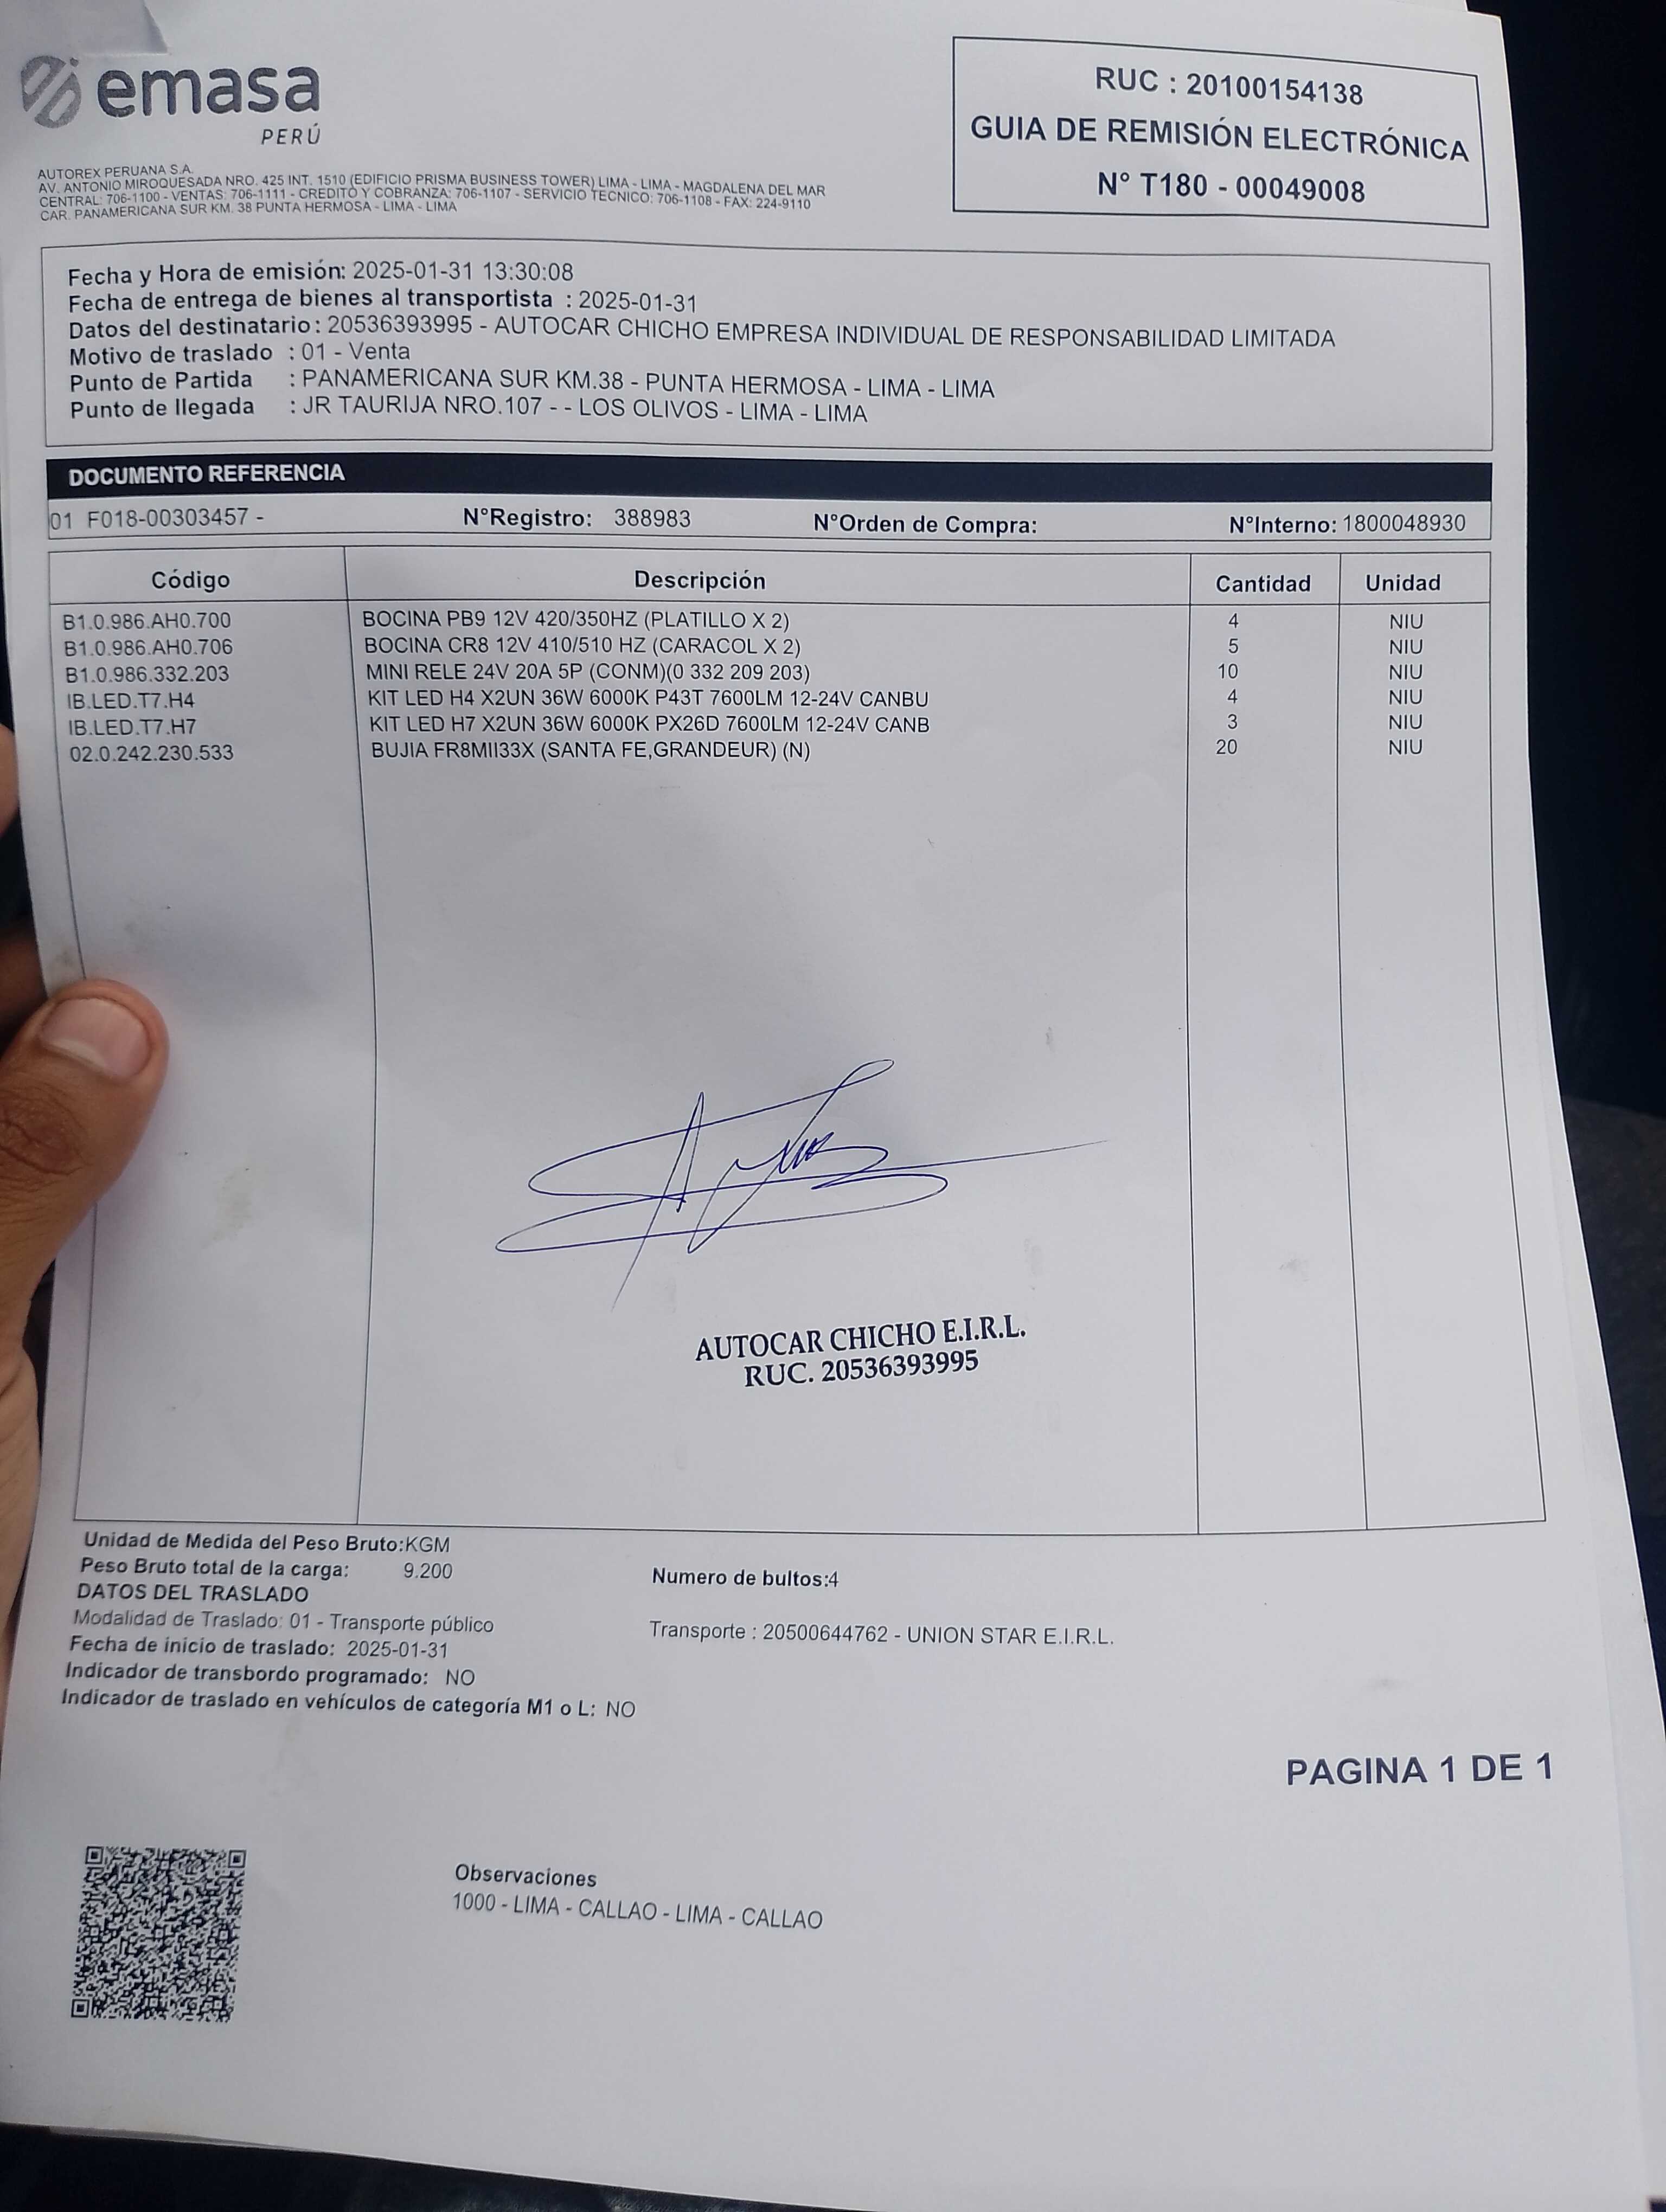 emasa
PERÚ
RUC : 20100154138
GUIA DE REMISIÓN ELECTRÓNICA
N° T180 - 00049008
AUTOREX PERUANA S.A.
AV. ANTONIO MIROQUESADA NRO. 425 INT. 1510 (EDIFICIO PRISMA BUSINESS TOWER) LIMA - LIMA - MAGDALENA DEL MAR
CENTRAL: 706-1100 - VENTAS: 706-1111 - CREDITO Y COBRANZA: 706-1107 - SERVICIO TECNICO: 706-1108 - FAX: 224-9110
CAR. PANAMERICANA SUR KM. 38 PUNTA HERMOSA - LIMA - LIMA
Fecha y Hora de emisión: 2025-01-31 13:30:08
Fecha de entrega de bienes al transportista : 2025-01-31
Datos del destinatario : 20536393995 - AUTOCAR CHICHO EMPRESA INDIVIDUAL DE RESPONSABILIDAD LIMITADA
Motivo de traslado : 01 - Venta
Punto de Partida : PANAMERICANA SUR KM.38 - PUNTA HERMOSA - LIMA - LIMA
Punto de llegada : JR TAURIJA NRO.107 - - LOS OLIVOS - LIMA - LIMA
DOCUMENTO REFERENCIA
01 F018-00303457 - N°Registro: 388983 N°Orden de Compra: N°Interno: 1800048930
Código Descripción Cantidad Unidad
B1.0.986.AH0.700 BOCINA PB9 12V 420/350HZ (PLATILLO X 2) 4 NIU
B1.0.986.AH0.706 BOCINA CR8 12V 410/510 HZ (CARACOL X 2) 5 NIU
B1.0.986.332.203 MINI RELE 24V 20A 5P (CONM)(0 332 209 203) 10 NIU
IB.LED.T7.H4 KIT LED H4 X2UN 36W 6000K P43T 7600LM 12-24V CANBU 4 NIU
IB.LED.T7.H7 KIT LED H7 X2UN 36W 6000K PX26D 7600LM 12-24V CANB 3 NIU
02.0.242.230.533 BUJIA FR8MII33X (SANTA FE,GRANDEUR) (N) 20 NIU
AUTOCAR CHICHO E.I.R.L.
RUC. 20536393995
Unidad de Medida del Peso Bruto:KGM
Peso Bruto total de la carga: 9.200 Numero de bultos:4
DATOS DEL TRASLADO
Modalidad de Traslado: 01 - Transporte público Transporte : 20500644762 - UNION STAR E.I.R.L.
Fecha de inicio de traslado: 2025-01-31
Indicador de transbordo programado: NO
Indicador de traslado en vehículos de categoría M1 o L: NO
PAGINA 1 DE 1
Observaciones
1000 - LIMA - CALLAO - LIMA - CALLAO